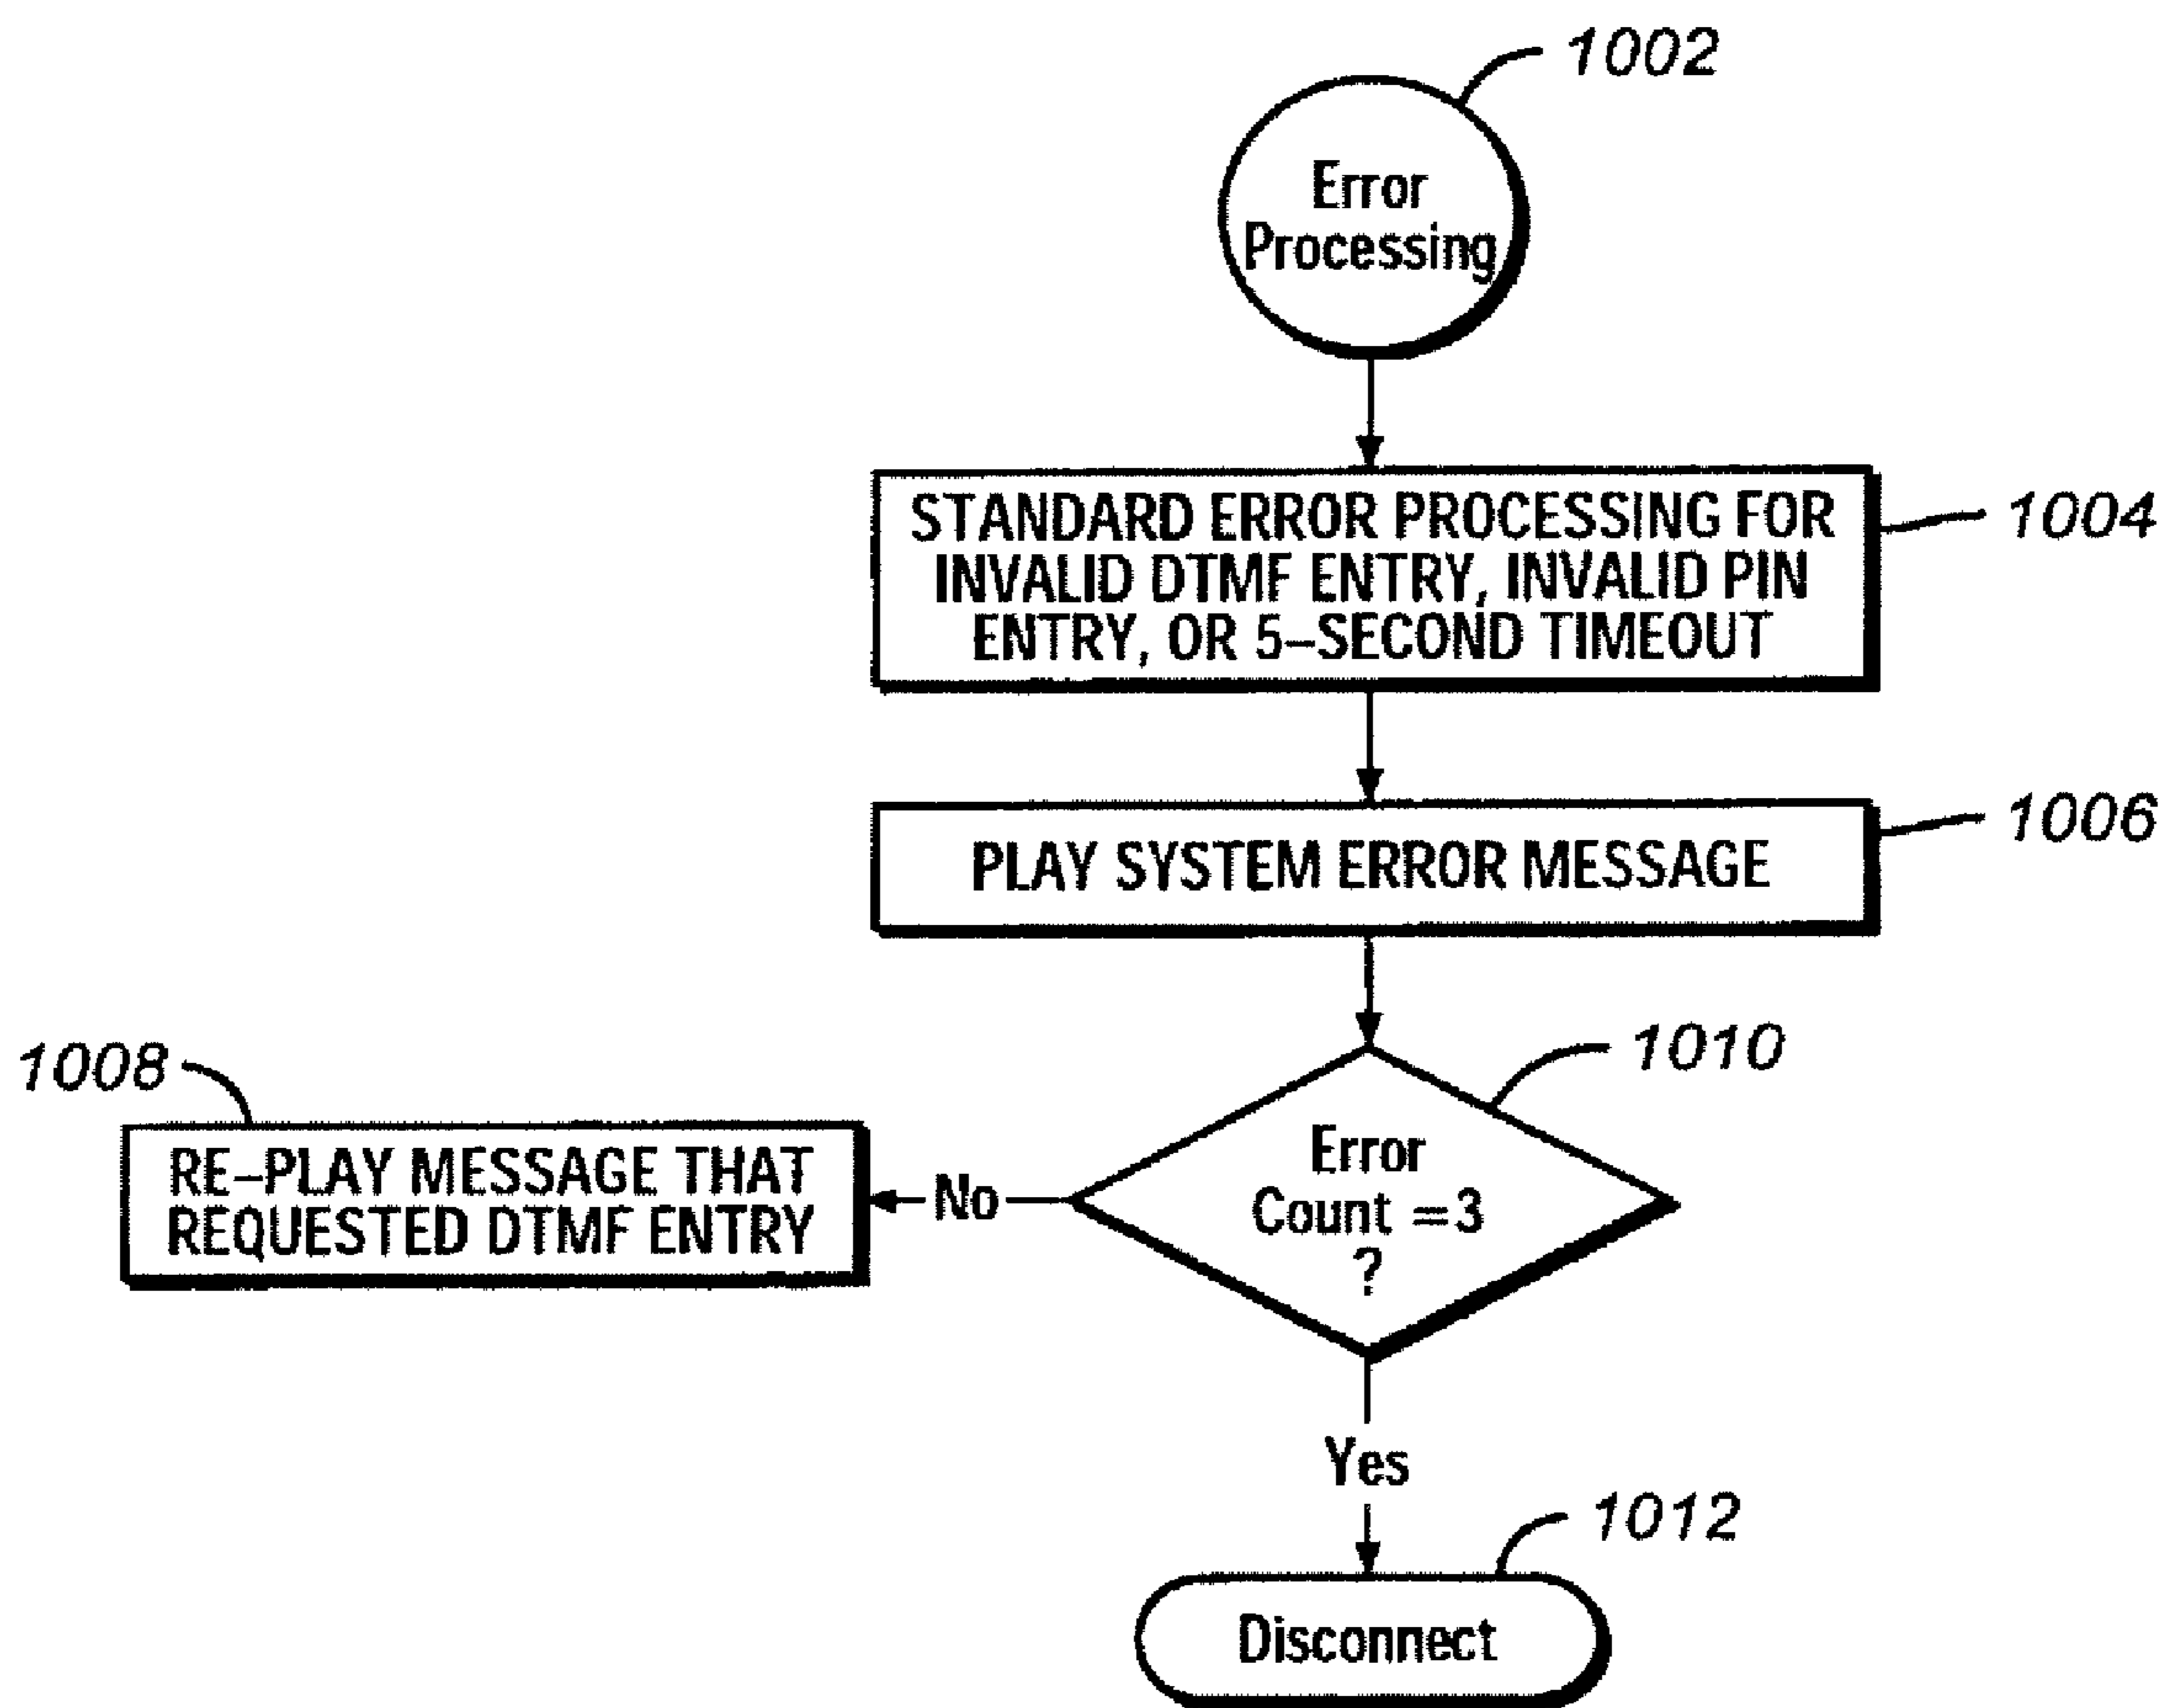 1002
Error
Processing
STANDARD ERROR PROCESSING FOR
INVALID DTMF ENTRY, INVALID PIN
ENTRY, OR 5–SECOND TIMEOUT
1004
PLAY SYSTEM ERROR MESSAGE
1006
1008
RE–PLAY MESSAGE THAT
REQUESTED DTMF ENTRY
No
1010
Error
Count =3
?
Yes
1012
Disconnect